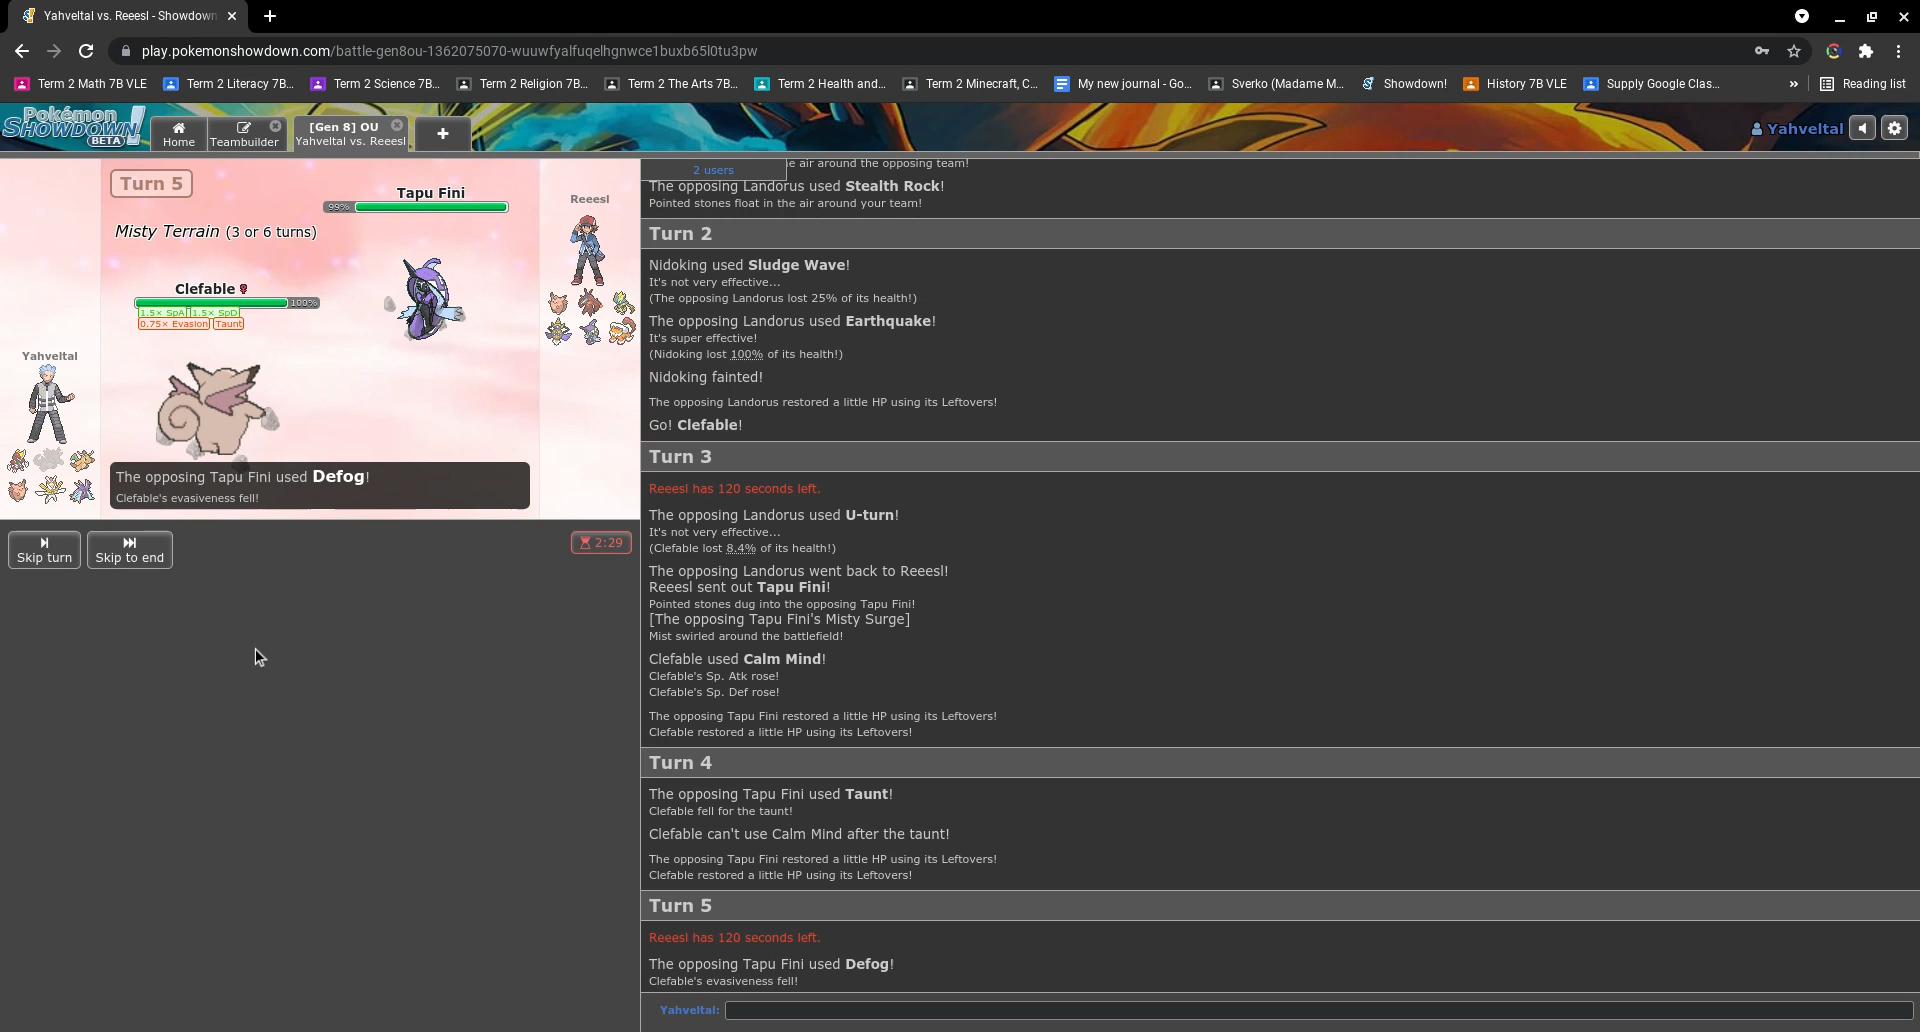 Yahveltal vs. Reeesl - Showdown
play.pokemonshowdown.com/battle-gen8ou-1362075070-wuuwfyalfuqelhgnwce1buxb65l0tu3pw
Term 2 Math 7B VLE
Term 2 Literacy 7B...
Term 2 Science 7B...
Term 2 Religion 7B...
Term 2 The Arts 7B...
Term 2 Health and...
Term 2 Minecraft, C...
My new journal - Go...
Sverko (Madame M...
Showdown!
History 7B VLE
Supply Google Clas...
»
Reading list
Pokémon
SHOWDOWN!
BETA
Home
Teambuilder
[Gen 8] OU
Yahveltal vs. Reeesl
Yahveltal
Turn 5
Tapu Fini
99%
Misty Terrain (3 or 6 turns)
Clefable
100%
1.5× SpA 1.5× SpD
0.75× Evasion Taunt
Reeesl
Yahveltal
The opposing Tapu Fini used Defog!
Clefable's evasiveness fell!
Skip turn
Skip to end
2:29
2 users
e air around the opposing team!
The opposing Landorus used Stealth Rock!
Pointed stones float in the air around your team!
Turn 2
Nidoking used Sludge Wave!
It's not very effective...
(The opposing Landorus lost 25% of its health!)
The opposing Landorus used Earthquake!
It's super effective!
(Nidoking lost 100% of its health!)
Nidoking fainted!
The opposing Landorus restored a little HP using its Leftovers!
Go! Clefable!
Turn 3
Reeesl has 120 seconds left.
The opposing Landorus used U-turn!
It's not very effective...
(Clefable lost 8.4% of its health!)
The opposing Landorus went back to Reeesl!
Reeesl sent out Tapu Fini!
Pointed stones dug into the opposing Tapu Fini!
[The opposing Tapu Fini's Misty Surge]
Mist swirled around the battlefield!
Clefable used Calm Mind!
Clefable's Sp. Atk rose!
Clefable's Sp. Def rose!
The opposing Tapu Fini restored a little HP using its Leftovers!
Clefable restored a little HP using its Leftovers!
Turn 4
The opposing Tapu Fini used Taunt!
Clefable fell for the taunt!
Clefable can't use Calm Mind after the taunt!
The opposing Tapu Fini restored a little HP using its Leftovers!
Clefable restored a little HP using its Leftovers!
Turn 5
Reeesl has 120 seconds left.
The opposing Tapu Fini used Defog!
Clefable's evasiveness fell!
Yahveltal: